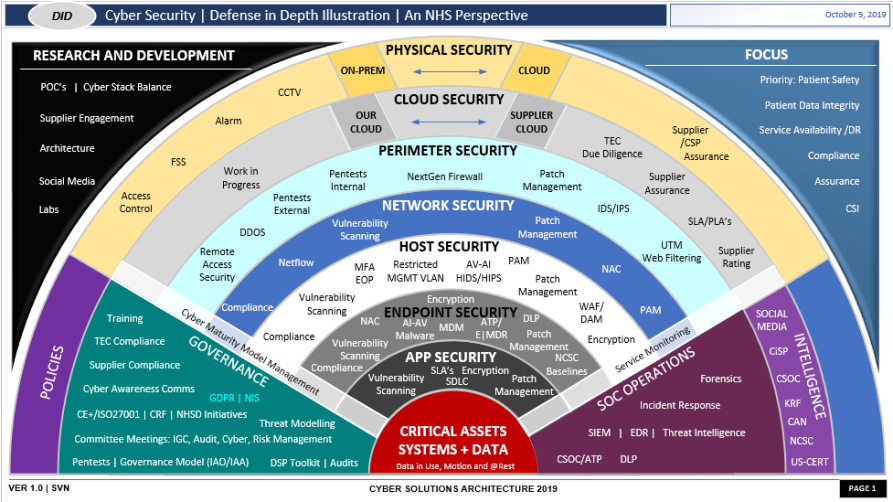 DID
Cyber Security | Defense in Depth Illustration | An NHS Perspective
October 5, 2019
RESEARCH AND DEVELOPMENT
POC's | Cyber Stack Balance
Supplier Engagement
Architecture
Social Media
Labs
FOCUS
Priority: Patient Safety
Patient Data Integrity
Service Availability /DR
Compliance
Assurance
CSI
PHYSICAL SECURITY
ON-PREM
CLOUD
CCTV
Alarm
FSS
Access
Control
Supplier
/CSP
Assurance
CLOUD SECURITY
OUR
CLOUD
SUPPLIER
CLOUD
Work in
Progress
TEC
Due Diligence
Supplier
Assurance
SLA/PLA's
Supplier
Rating
PERIMETER SECURITY
Pentests
Internal
NextGen Firewall
Patch
Management
Pentests
External
IDS/IPS
DDOS
Remote
Access
Security
UTM
Web Filtering
NETWORK SECURITY
Vulnerability
Scanning
Patch
Management
Netflow
NAC
Compliance
PAM
HOST SECURITY
MFA
EOP
Restricted
MGMT VLAN
AV-AI
HIDS/HIPS
PAM
Patch
Management
Vulnerability
Scanning
WAF/
DAM
Compliance
Encryption
Encryption
ENDPOINT SECURITY
NAC
AI-AV
Malware
MDM
ATP/
E|MDR
DLP
Patch
Management
Vulnerability
Scanning
Compliance
NCSC
Baselines
APP SECURITY
Vulnerability
Scanning
SLA's
SDLC
Encryption
Patch
Management
CRITICAL ASSETS
SYSTEMS + DATA
Data in Use, Motion and @Rest
Cyber Maturity Model Management
Service Monitoring
POLICIES
GOVERNANCE
Training
TEC Compliance
Supplier Compliance
Cyber Awareness Comms
GDPR | NIS
CE+/ISO27001 | CRF | NHSD Initiatives
Threat Modelling
Committee Meetings: IGC, Audit, Cyber, Risk Management
Pentests | Governance Model (IAO/IAA)
DSP Toolkit | Audits
SOC OPERATIONS
Forensics
Incident Response
SIEM | EDR | Threat Intelligence
CSOC/ATP
DLP
INTELLIGENCE
SOCIAL
MEDIA
CiSP
CSOC
KRF
CAN
NCSC
US-CERT
VER 1.0 | SVN
CYBER SOLUTIONS ARCHITECTURE 2019
PAGE 1